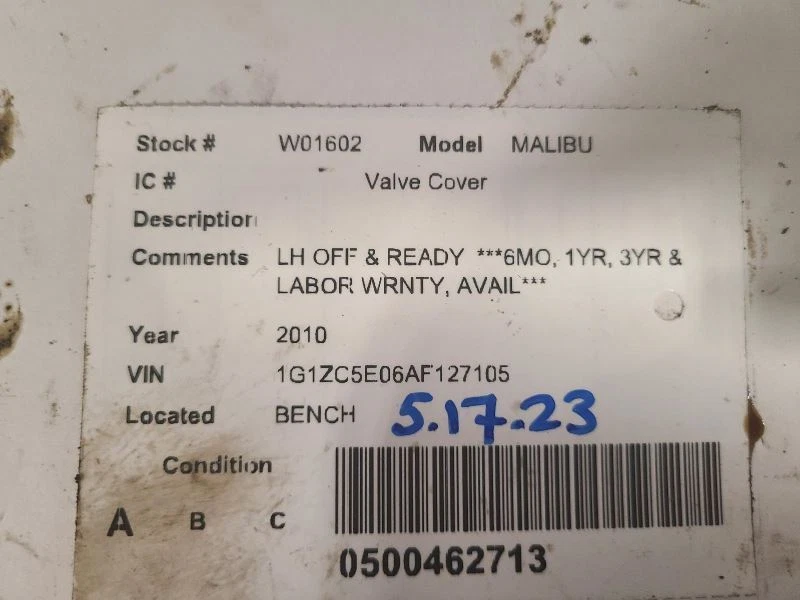 Stock # W01602 Model MALIBU
IC # Valve Cover
Description
Comments LH OFF & READY ***6MO, 1YR, 3YR &
LABOR WRNTY, AVAIL***
Year 2010
VIN 1G1ZC5E06AF127105
Located BENCH 5.17.23
Condition
A B C
0500462713